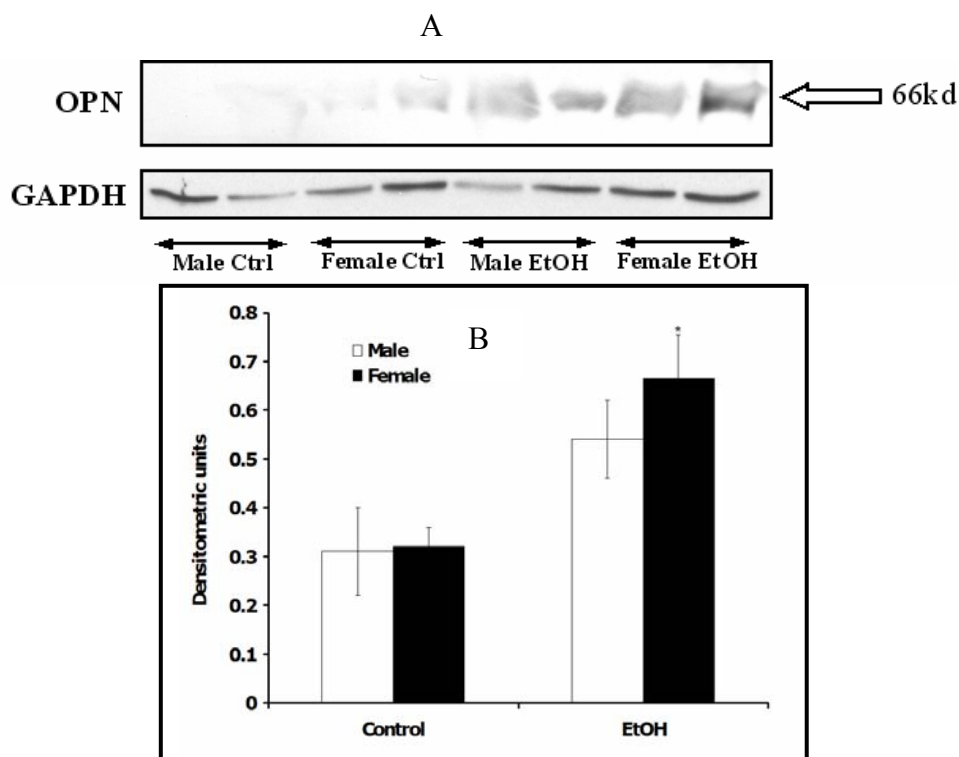 A
OPN
66kd
GAPDH
Male Ctrl Female Ctrl Male EtOH Female EtOH
B
Male
Female
*
Densitometric units
0.8
0.7
0.6
0.5
0.4
0.3
0.2
0.1
0
Control EtOH